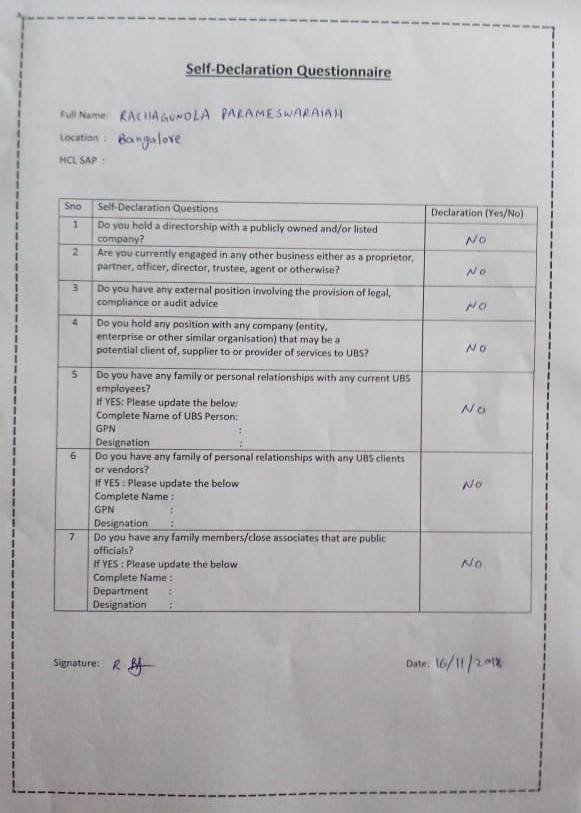 Self-Declaration Questionnaire
Full Name: RACHAGUNDLA PARAMESWARAIAH
Location : Bangalore
HCL SAP :
Sno Self-Declaration Questions Declaration (Yes/No)
1 Do you hold a directorship with a publicly owned and/or listed
company? NO
2 Are you currently engaged in any other business either as a proprietor,
partner, officer, director, trustee, agent or otherwise? NO
3 Do you have any external position involving the provision of legal,
compliance or audit advice NO
4 Do you hold any position with any company (entity,
enterprise or other similar organisation) that may be a
potential client of, supplier to or provider of services to UBS? NO
5 Do you have any family or personal relationships with any current UBS
employees?
If YES: Please update the below
Complete Name of UBS Person: NO
GPN :
Designation :
6 Do you have any family of personal relationships with any UBS clients
or vendors?
If YES : Please update the below NO
Complete Name :
GPN :
Designation :
7 Do you have any family members/close associates that are public
officials?
If YES : Please update the below NO
Complete Name :
Department :
Designation :
Signature: R Date: 16/11/2018